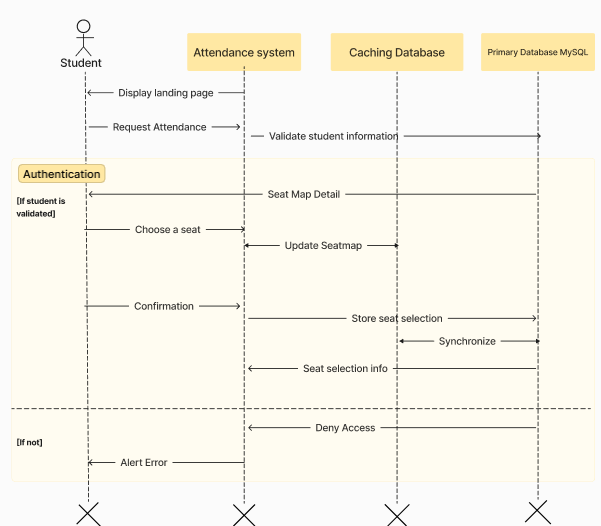 Student
Attendance system
Caching Database
Primary Database MySQL
Display landing page
Request Attendance
Validate student information
Authentication
[If student is
validated]
Seat Map Detail
Choose a seat
Update Seatmap
Confirmation
Store seat selection
Synchronize
Seat selection info
Deny Access
[If not]
Alert Error